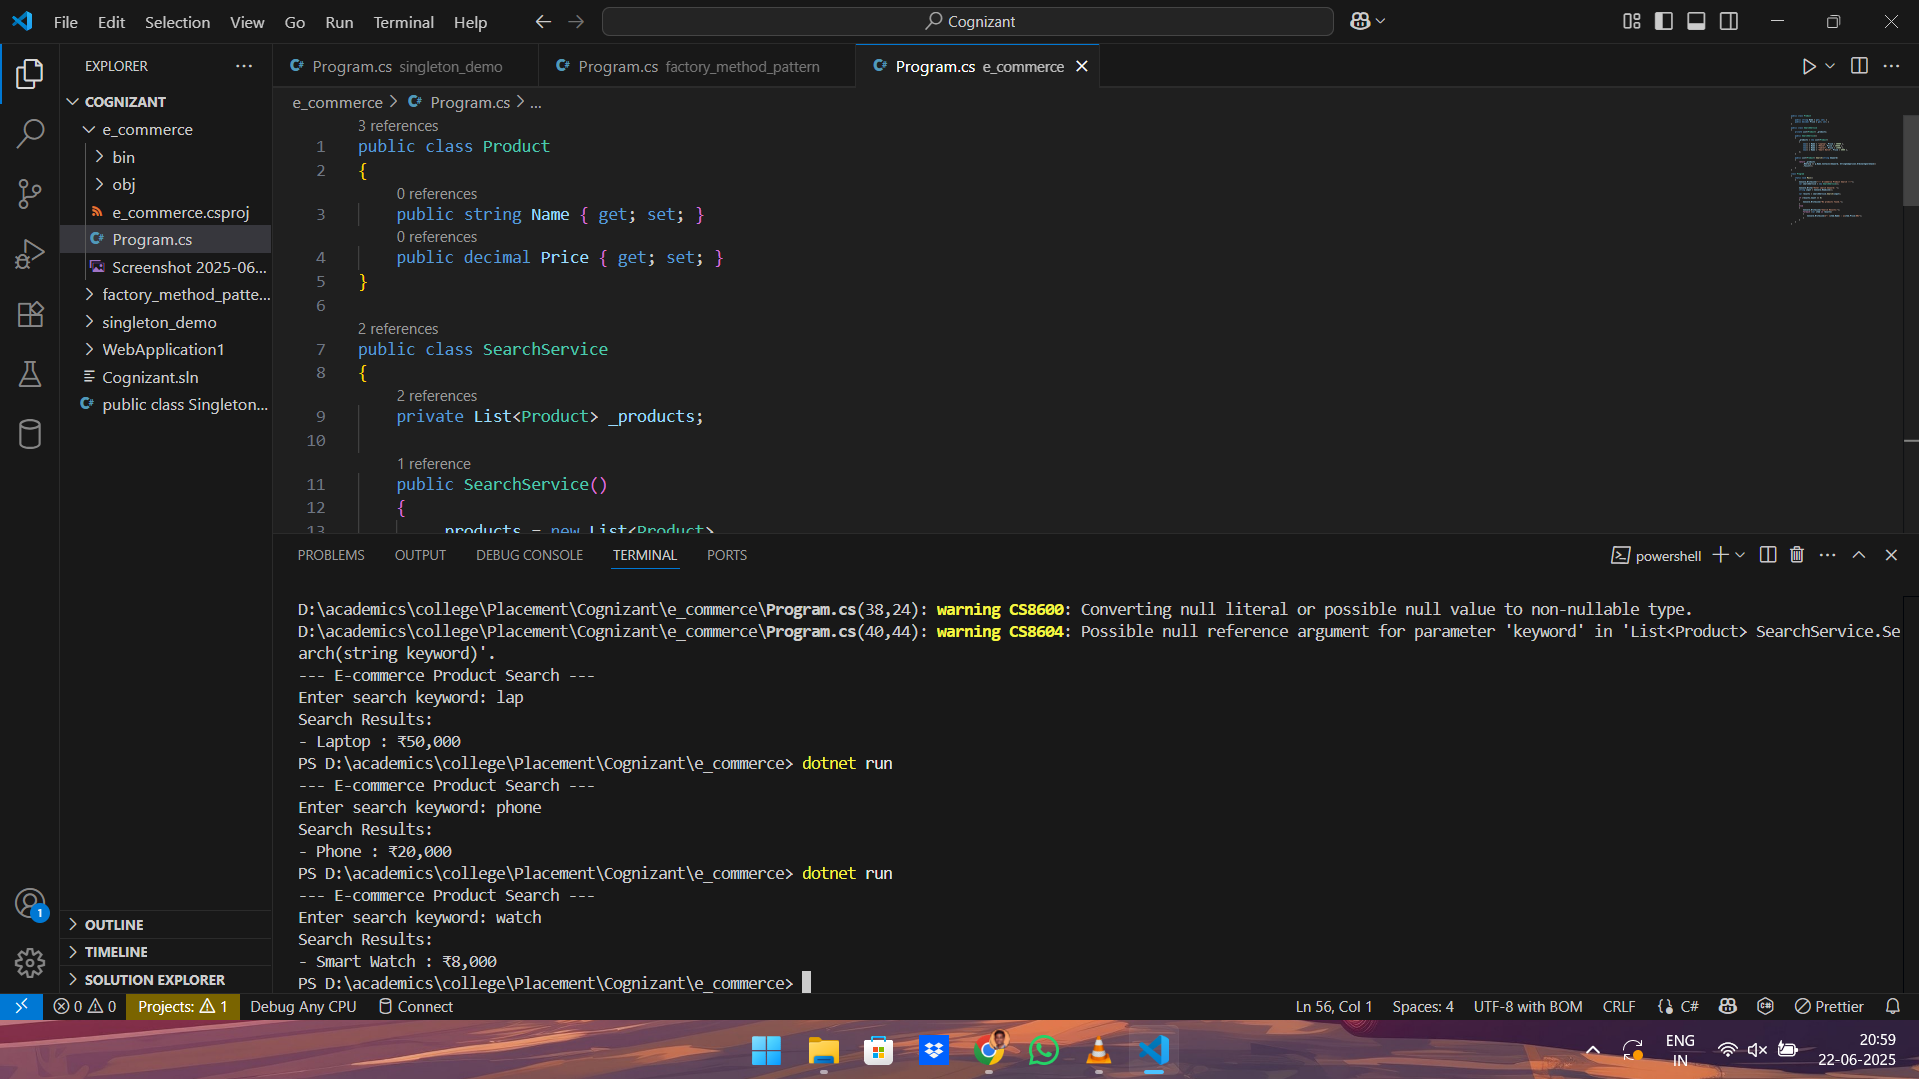 File Edit Selection View Go Run Terminal Help
Cognizant
EXPLORER
COGNIZANT
e_commerce
bin
obj
e_commerce.csproj
Program.cs
Screenshot 2025-06...
factory_method_patte...
singleton_demo
WebApplication1
Cognizant.sln
public class Singleton...
OUTLINE
TIMELINE
SOLUTION EXPLORER
Program.cs singleton_demo
Program.cs factory_method_pattern
Program.cs e_commerce
e_commerce > Program.cs > ...
3 references
1 public class Product
2 {
0 references
3 public string Name { get; set; }
0 references
4 public decimal Price { get; set; }
5 }
6
2 references
7 public class SearchService
8 {
2 references
9 private List<Product> _products;
10
1 reference
11 public SearchService()
12 {
13 _products = new List<Product>
PROBLEMS OUTPUT DEBUG CONSOLE TERMINAL PORTS
powershell
D:\academics\college\Placement\Cognizant\e_commerce\Program.cs(38,24): warning CS8600: Converting null literal or possible null value to non-nullable type.
D:\academics\college\Placement\Cognizant\e_commerce\Program.cs(40,44): warning CS8604: Possible null reference argument for parameter 'keyword' in 'List<Product> SearchService.Se
arch(string keyword)'.
--- E-commerce Product Search ---
Enter search keyword: lap
Search Results:
- Laptop : ₹50,000
PS D:\academics\college\Placement\Cognizant\e_commerce> dotnet run
--- E-commerce Product Search ---
Enter search keyword: phone
Search Results:
- Phone : ₹20,000
PS D:\academics\college\Placement\Cognizant\e_commerce> dotnet run
--- E-commerce Product Search ---
Enter search keyword: watch
Search Results:
- Smart Watch : ₹8,000
PS D:\academics\college\Placement\Cognizant\e_commerce>
1
0 0 Projects: 1 Debug Any CPU Connect
Ln 56, Col 1 Spaces: 4 UTF-8 with BOM CRLF {} C# Prettier
ENG
IN
20:59
22-06-2025